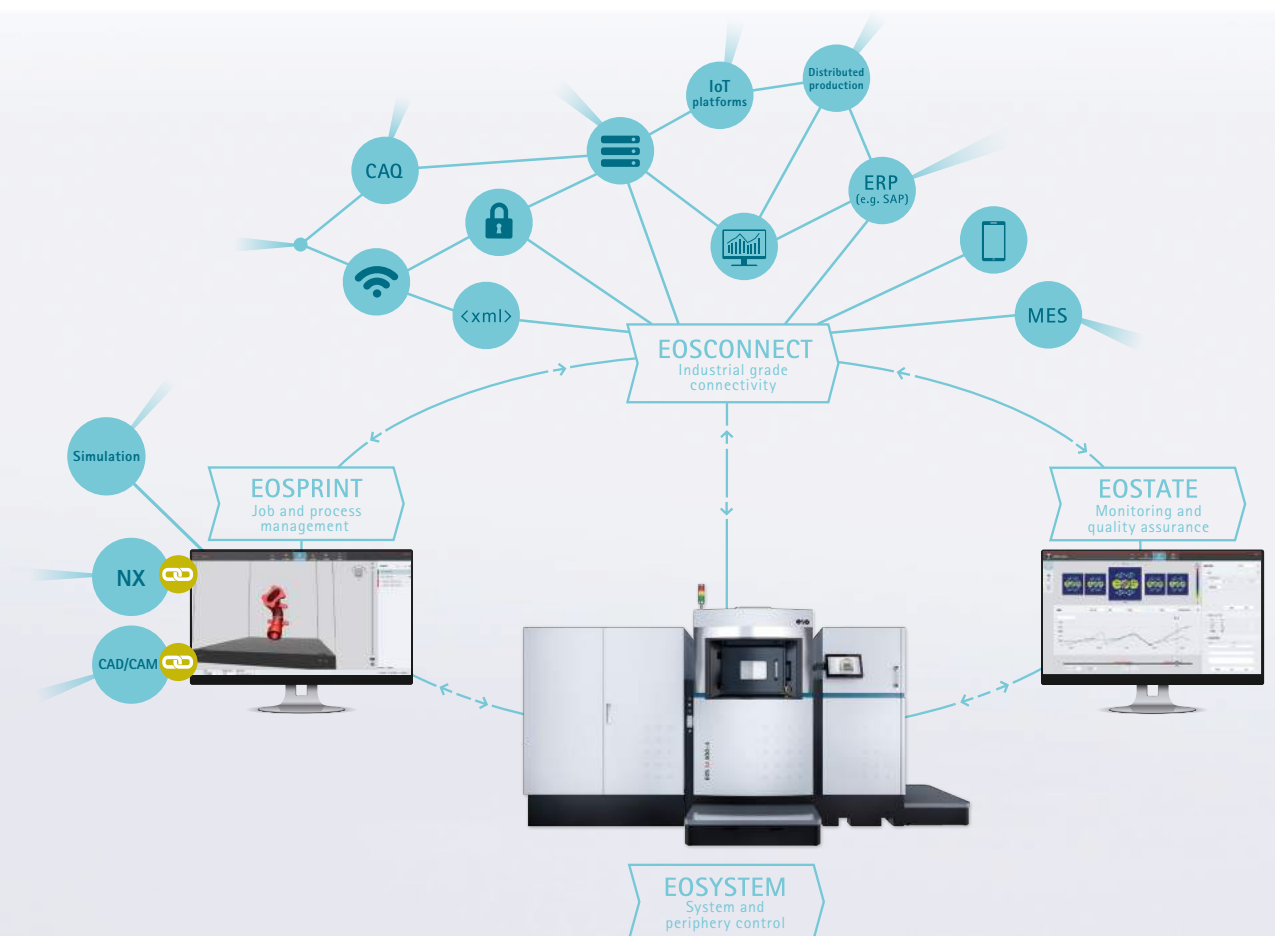 IoT
platforms
Distributed
production
CAQ
ERP
(e.g. SAP)
<xml>
MES
EOSCONNECT
Industrial grade
connectivity
Simulation
EOSPRINT
Job and process
management
EOSTATE
Monitoring and
quality assurance
NX
CAD/CAM
eos
EOSYSTEM
System and
periphery control